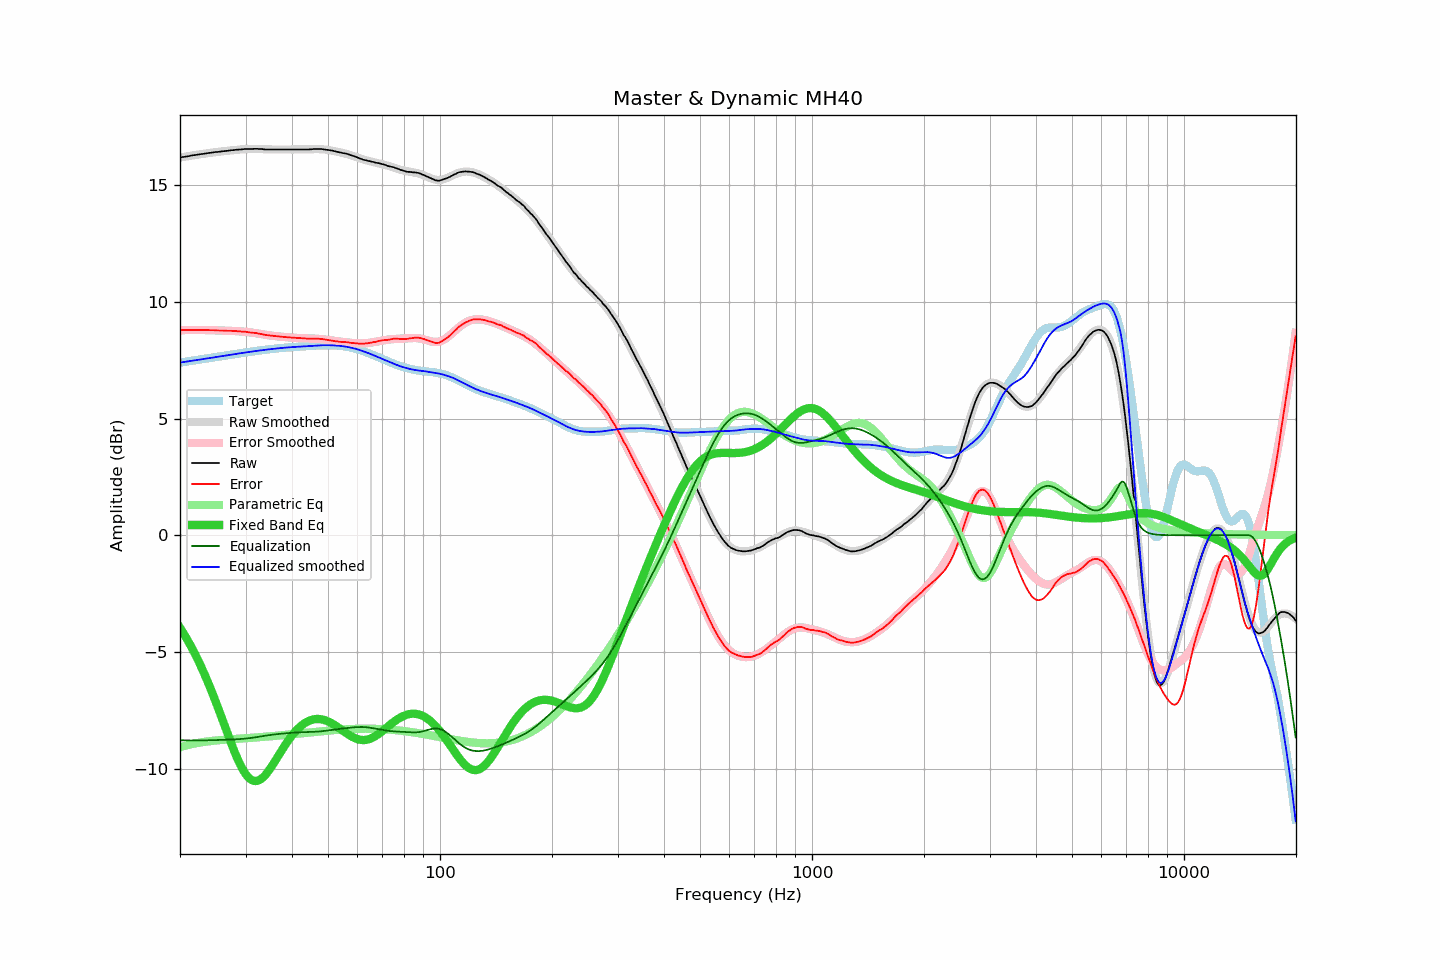 Master & Dynamic MH40
Amplitude (dBr)
15
10
5
0
−5
−10
Target
Raw Smoothed
Error Smoothed
Raw
Error
Parametric Eq
Fixed Band Eq
Equalization
Equalized smoothed
100
1000
10000
Frequency (Hz)